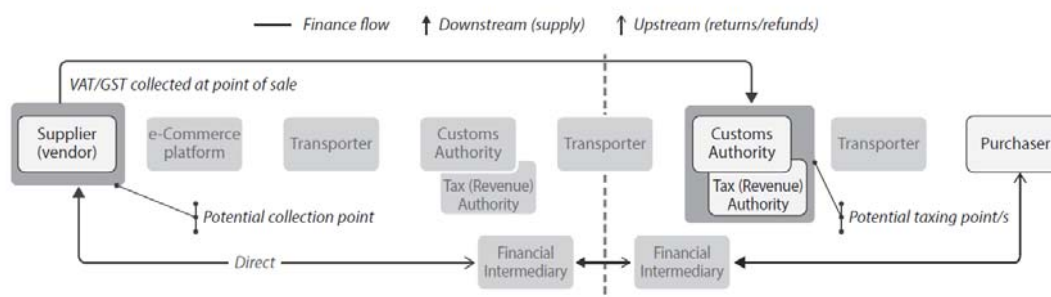 Finance flow
Downstream (supply)
Upstream (returns/refunds)
VAT/GST collected at point of sale
Supplier
(vendor)
e-Commerce
platform
Transporter
Customs
Authority
Tax (Revenue)
Authority
Transporter
Customs
Authority
Tax (Revenue)
Authority
Transporter
Purchaser
Potential collection point
Potential taxing point/s
Direct
Financial
Intermediary
Financial
Intermediary